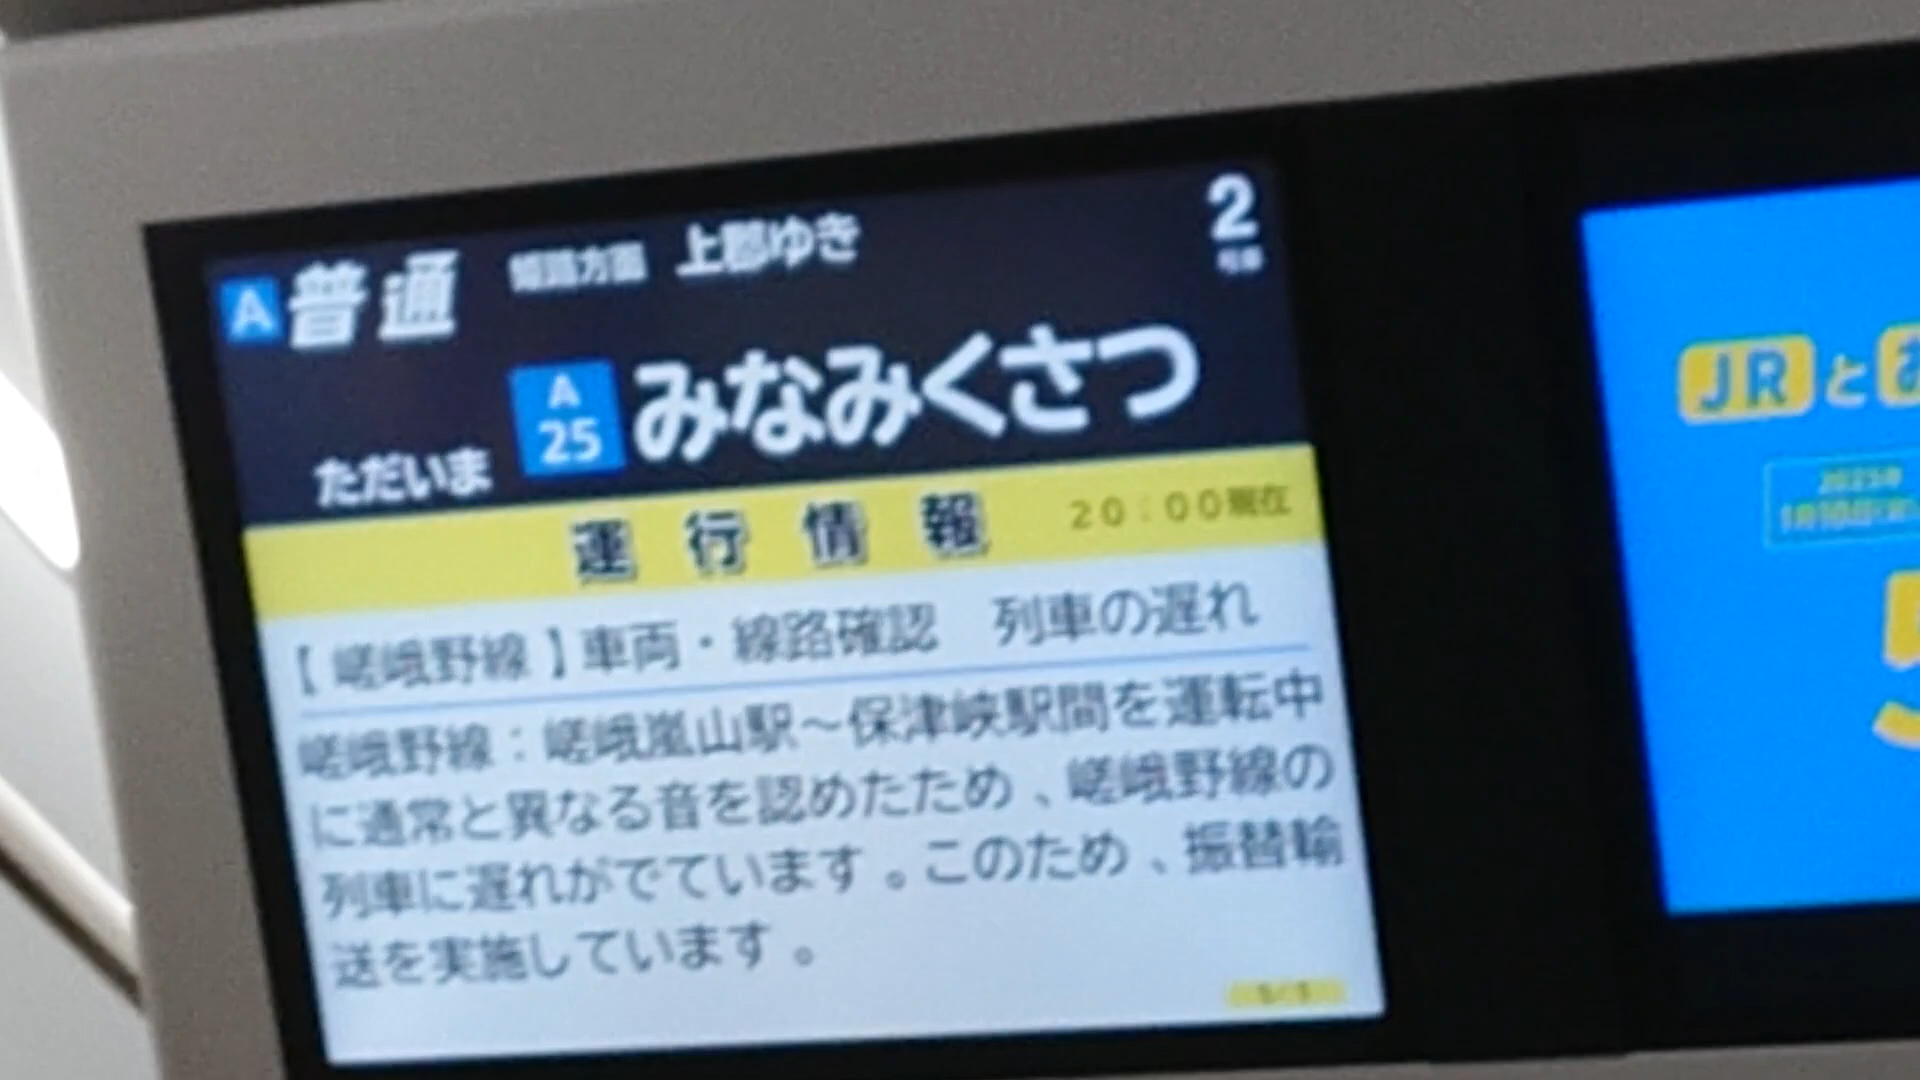 A 普通 姫路方面 上郡ゆき 2
号車
ただいま A 25 みなみくさつ
運行情報 20:00現在
【嵯峨野線】車両・線路確認 列車の遅れ
嵯峨野線:嵯峨嵐山駅~保津峡駅間を運転中
に通常と異なる音を認めたため、嵯峨野線の
列車に遅れがでています。このため、振替輸
送を実施しています。
JRと